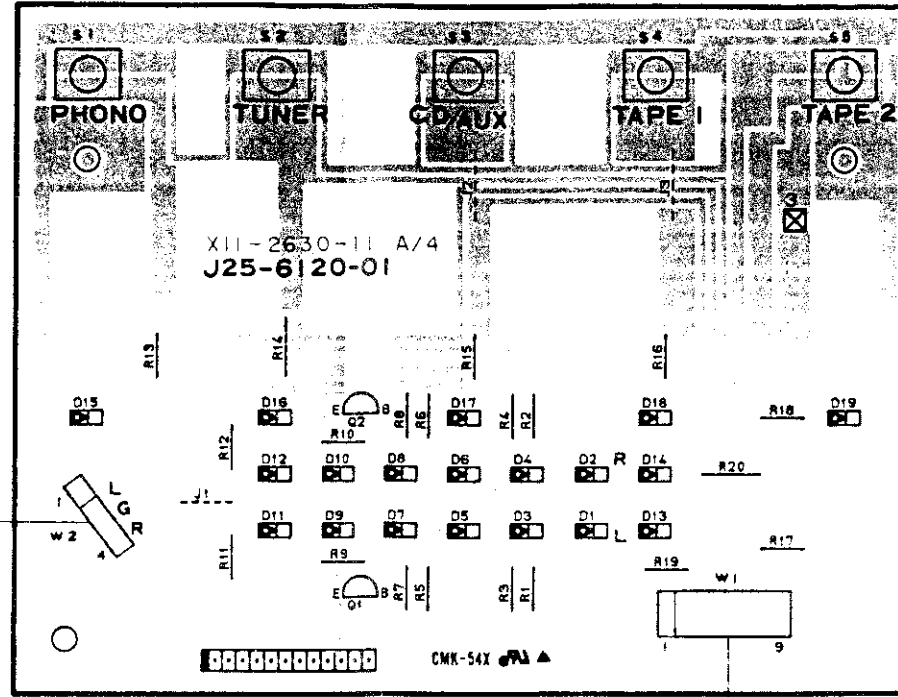 S1 S2 S3 S4 S5
PHONO TUNER CD/AUX TAPE 1 TAPE 2
3
X11-2630-11 A/4
J25-6120-01
R13 R14 R15 R16
D15 D16 E Q2 B R8 R6 D17 R4 R2 D18 R18 D19
R12 R10
D12 D10 D8 D6 D4 D2 R D14 R20
J1
1 L G R
W2 4
D11 D9 D7 D5 D3 D1 L D13
R11 R9 R19 R17
E Q1 B R7 R5 R3 R1 W1
1 9
CMK-54X